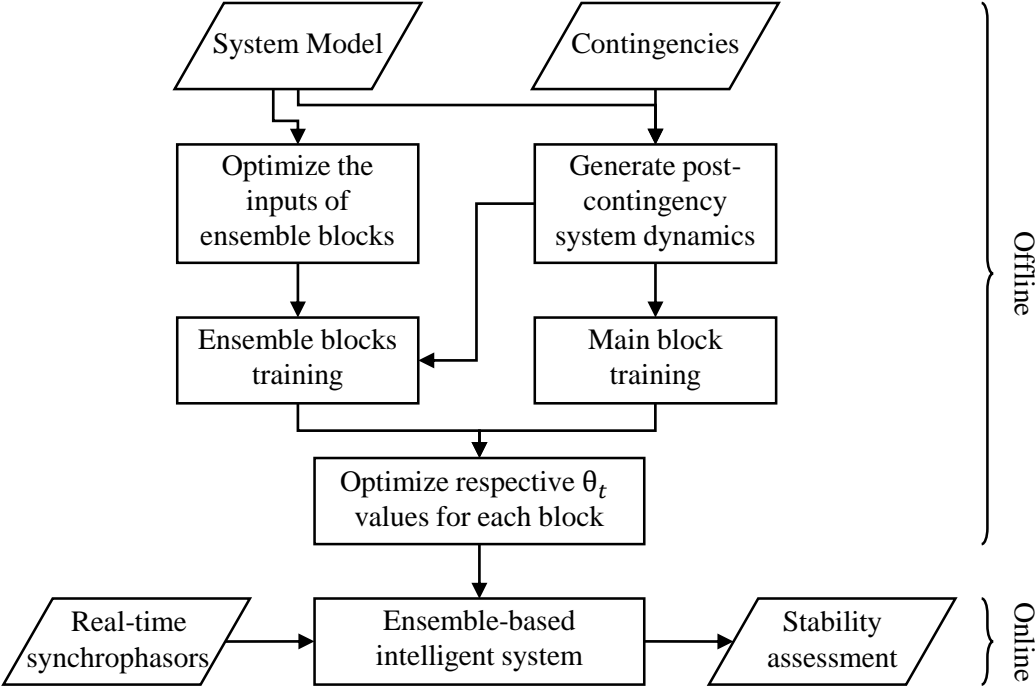 System Model
Contingencies
Optimize the
inputs of
ensemble blocks
Generate post-
contingency
system dynamics
Ensemble blocks
training
Main block
training
Optimize respective θ𝑡
values for each block
Offline
Real-time
synchrophasors
Ensemble-based
intelligent system
Stability
assessment
Online